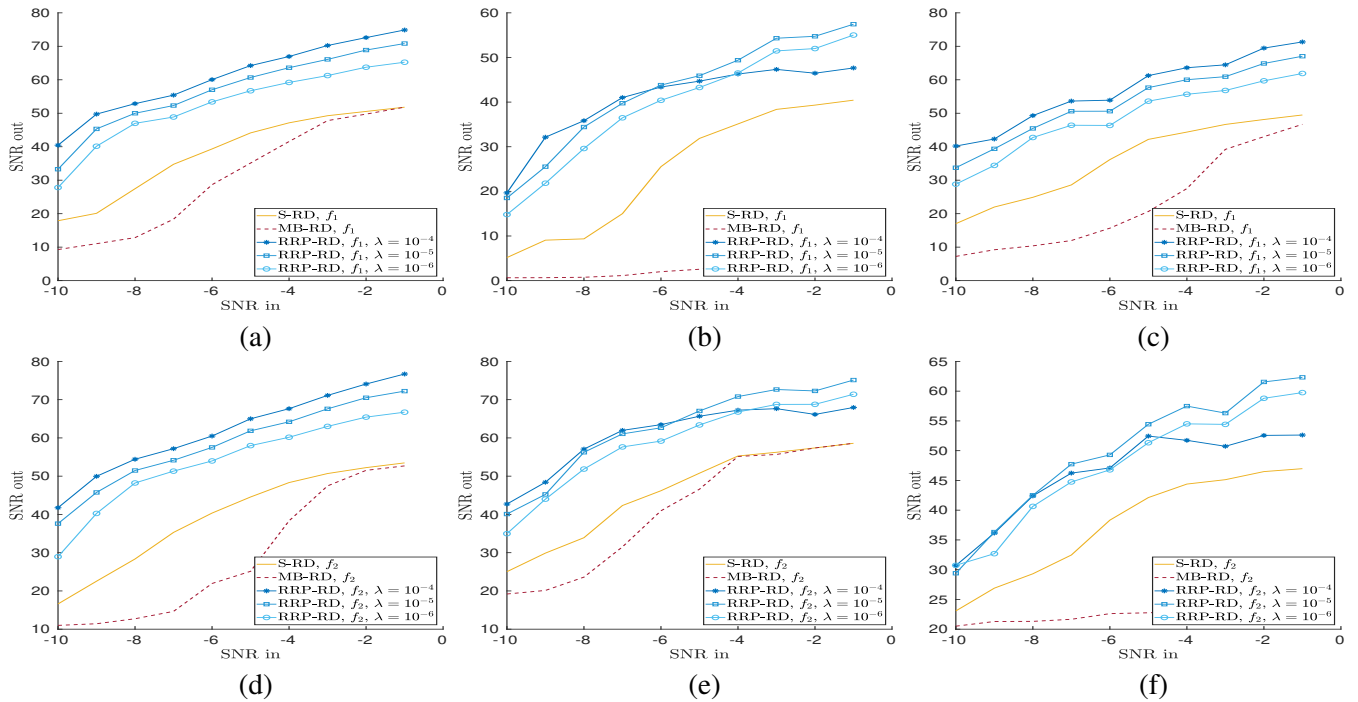 80
70
60
50
40
30
20
10
0
SNR out
-10 -8 -6 -4 -2 0
SNR in
S-RD, f₁
MB-RD, f₁
RRP-RD, f₁, λ = 10⁻⁴
RRP-RD, f₁, λ = 10⁻⁵
RRP-RD, f₁, λ = 10⁻⁶
(a)
60
50
40
30
20
10
0
SNR out
-10 -8 -6 -4 -2 0
SNR in
S-RD, f₁
MB-RD, f₁
RRP-RD, f₁, λ = 10⁻⁴
RRP-RD, f₁, λ = 10⁻⁵
RRP-RD, f₁, λ = 10⁻⁶
(b)
80
70
60
50
40
30
20
10
0
SNR out
-10 -8 -6 -4 -2 0
SNR in
S-RD, f₁
MB-RD, f₁
RRP-RD, f₁, λ = 10⁻⁴
RRP-RD, f₁, λ = 10⁻⁵
RRP-RD, f₁, λ = 10⁻⁶
(c)
80
70
60
50
40
30
20
10
SNR out
-10 -8 -6 -4 -2 0
SNR in
S-RD, f₂
MB-RD, f₂
RRP-RD, f₂, λ = 10⁻⁴
RRP-RD, f₂, λ = 10⁻⁵
RRP-RD, f₂, λ = 10⁻⁶
(d)
80
70
60
50
40
30
20
10
SNR out
-10 -8 -6 -4 -2 0
SNR in
S-RD, f₂
MB-RD, f₂
RRP-RD, f₂, λ = 10⁻⁴
RRP-RD, f₂, λ = 10⁻⁵
RRP-RD, f₂, λ = 10⁻⁶
(e)
65
60
55
50
45
40
35
30
25
20
SNR out
-10 -8 -6 -4 -2 0
SNR in
S-RD, f₂
MB-RD, f₂
RRP-RD, f₂, λ = 10⁻⁴
RRP-RD, f₂, λ = 10⁻⁵
RRP-RD, f₂, λ = 10⁻⁶
(f)